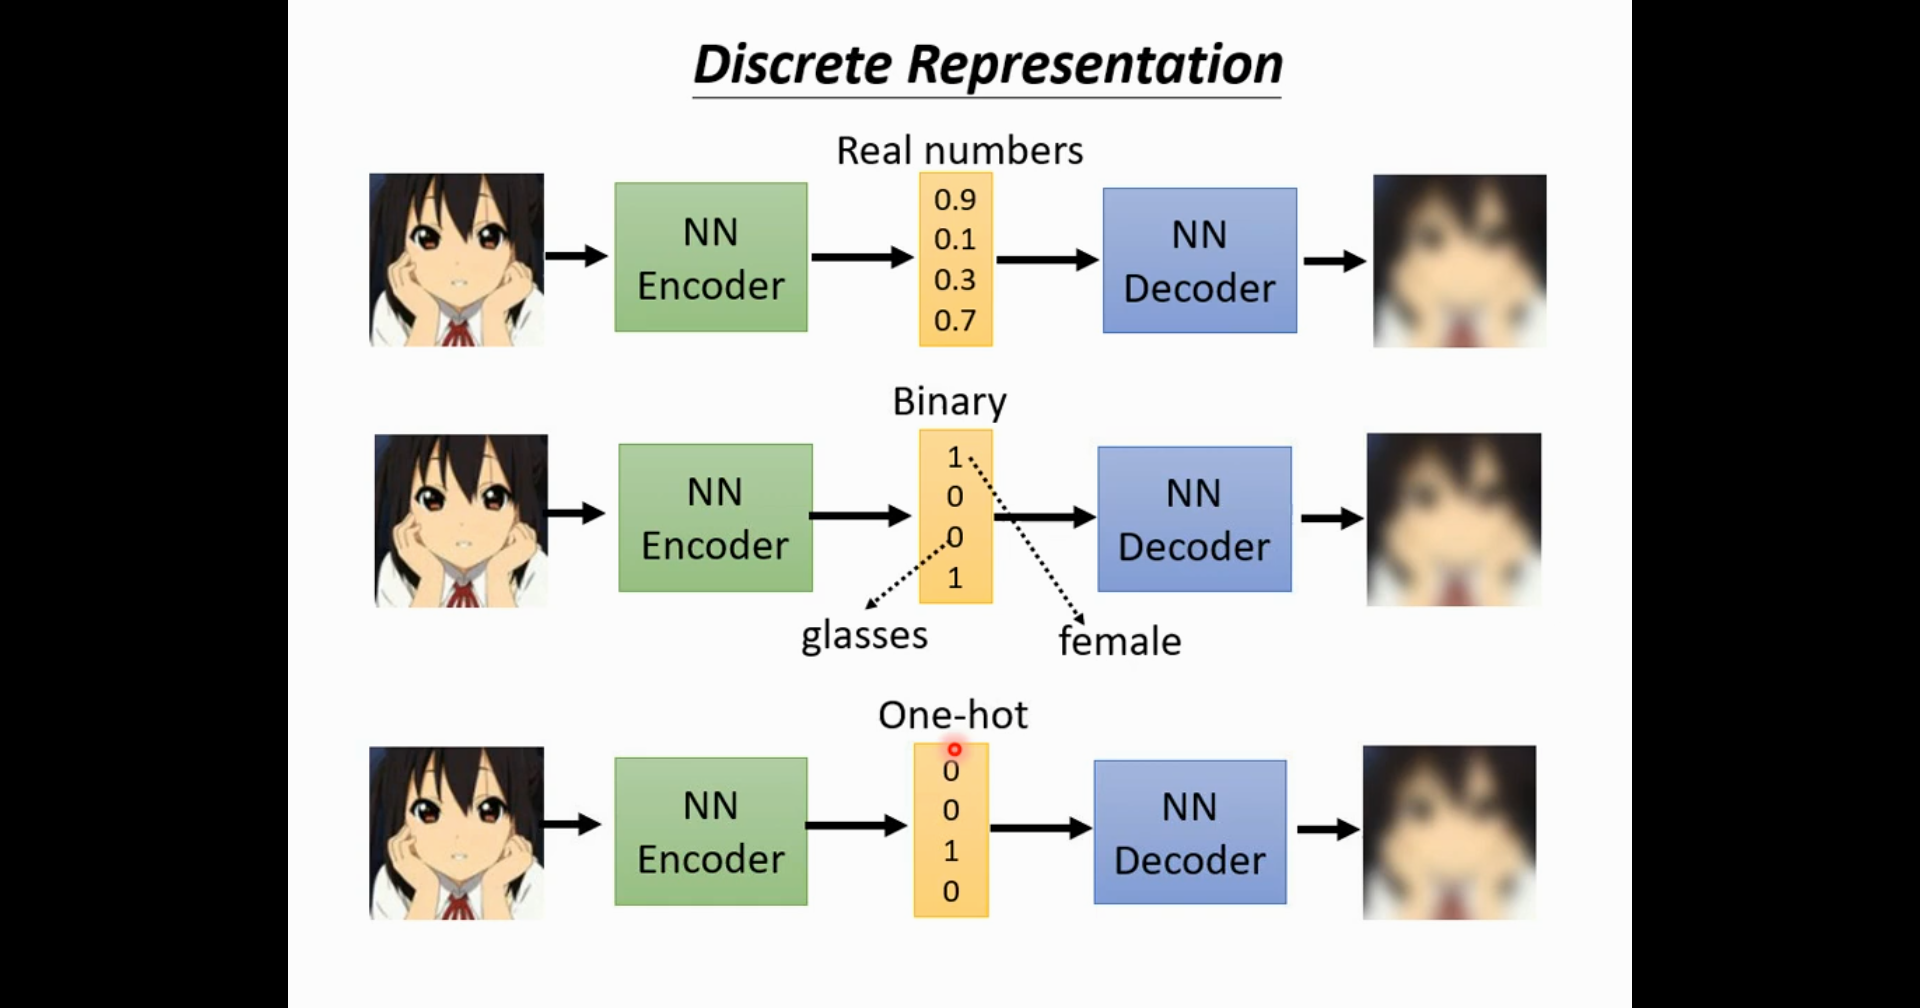 Discrete Representation
Real numbers
NN
Encoder
0.9
0.1
0.3
0.7
NN
Decoder
Binary
NN
Encoder
1
0
0
1
NN
Decoder
glasses
female
One-hot
NN
Encoder
0
0
1
0
NN
Decoder